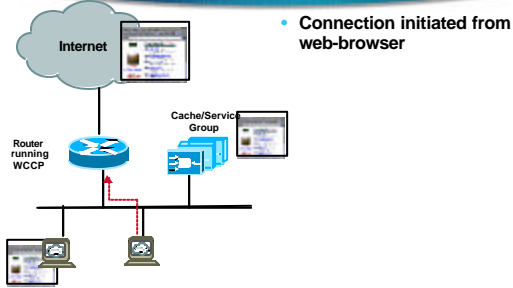 • Connection initiated from
web-browser
Internet
Cache/Service
Group
Router
running
WCCP